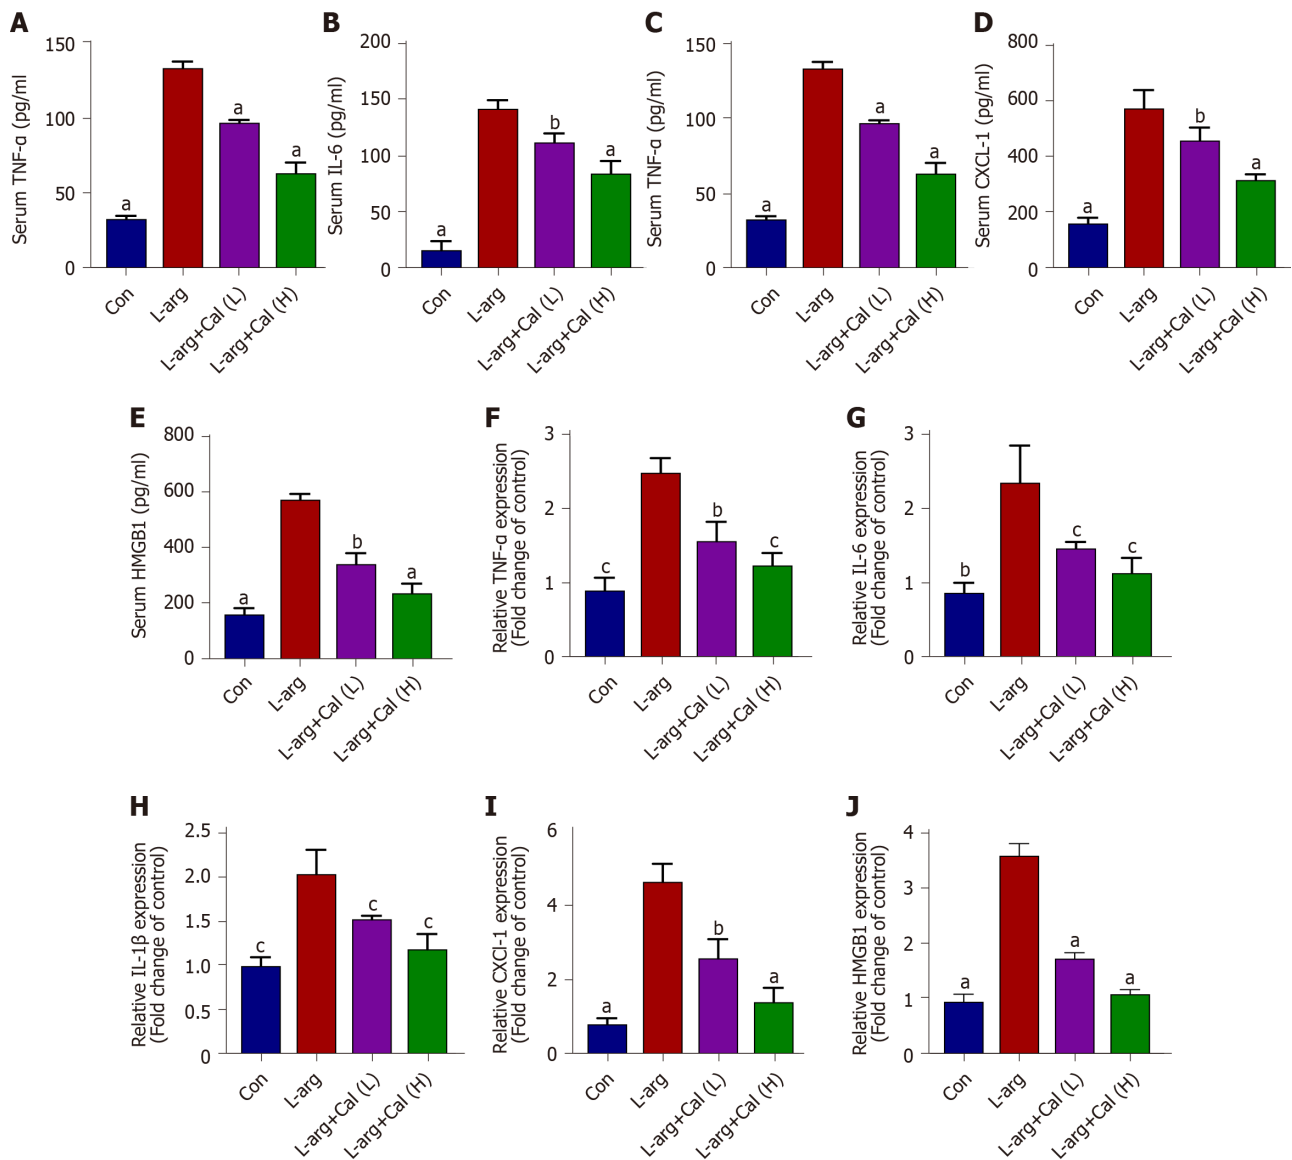 A
Serum TNF-α (pg/ml)
150
100
50
0
a
a
a
Con
L-arg
L-arg+Cal (L)
L-arg+Cal (H)
B
Serum IL-6 (pg/ml)
200
150
100
50
0
a
b
a
Con
L-arg
L-arg+Cal (L)
L-arg+Cal (H)
C
Serum TNF-α (pg/ml)
150
100
50
0
a
a
a
Con
L-arg
L-arg+Cal (L)
L-arg+Cal (H)
D
Serum CXCL-1 (pg/ml)
800
600
400
200
0
a
b
a
Con
L-arg
L-arg+Cal (L)
L-arg+Cal (H)
E
Serum HMGB1 (pg/ml)
800
600
400
200
0
a
b
a
Con
L-arg
L-arg+Cal (L)
L-arg+Cal (H)
F
Relative TNF-α expression
(Fold change of control)
3
2
1
0
c
b
c
Con
L-arg
L-arg+Cal (L)
L-arg+Cal (H)
G
Relative IL-6 expression
(Fold change of control)
3
2
1
0
b
c
c
Con
L-arg
L-arg+Cal (L)
L-arg+Cal (H)
H
Relative IL-1β expression
(Fold change of control)
2.5
2.0
1.5
1.0
0.5
0
c
c
c
Con
L-arg
L-arg+Cal (L)
L-arg+Cal (H)
I
Relative CXCl-1 expression
(Fold change of control)
6
4
2
0
a
b
a
Con
L-arg
L-arg+Cal (L)
L-arg+Cal (H)
J
Relative HMGB1 expression
(Fold change of control)
4
3
2
1
0
a
a
a
Con
L-arg
L-arg+Cal (L)
L-arg+Cal (H)